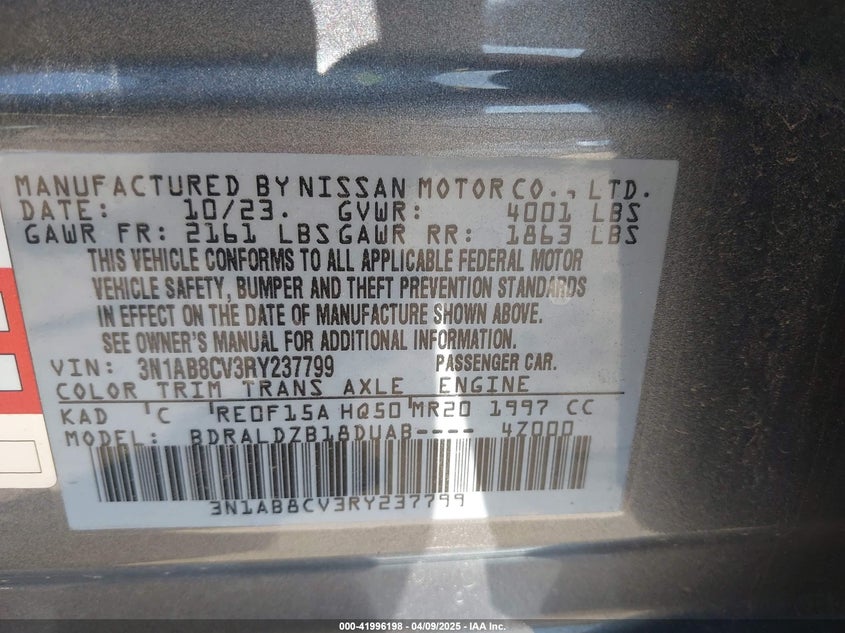 MANUFACTURED BY NISSAN MOTOR CO., LTD.
DATE: 10/23. GVWR: 4001 LBS
GAWR FR: 2161 LBS GAWR RR: 1863 LBS
THIS VEHICLE CONFORMS TO ALL APPLICABLE FEDERAL MOTOR
VEHICLE SAFETY, BUMPER AND THEFT PREVENTION STANDARDS
IN EFFECT ON THE DATE OF MANUFACTURE SHOWN ABOVE.
SEE OWNER'S MANUAL FOR ADDITIONAL INFORMATION.
VIN: 3N1AB8CV3RY237799 PASSENGER CAR.
COLOR TRIM TRANS AXLE ENGINE
KAD 'C 'RE0F15A HQ50 MR20 1997 CC
MODEL: BDRALDZB18DUAB---- 4Z000
3N1AB8CV3RY237799
000-41996198 - 04/09/2025 - IAA Inc.